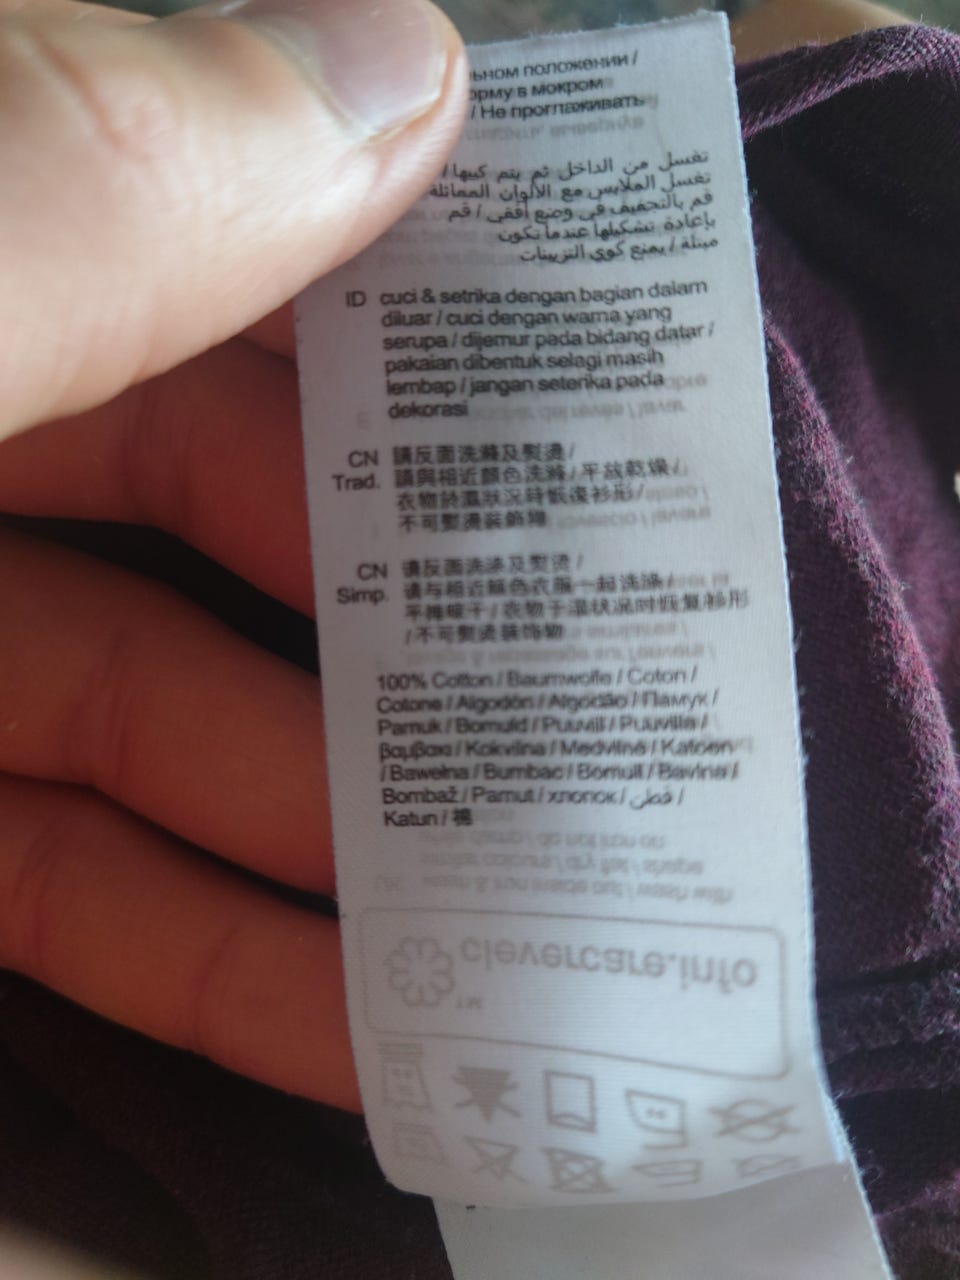 ьном положении /
орму в мокром
/ Не проглаживать
تغسل من الداخل ثم يتم كيها /
تغسل الملابس مع الألوان المماثلة
قم بالتجفيف في وضع أفقي / قم
بإعادة تشكيلها عندما تكون
مبتلة / يمنع كوي التزيينات
ID cuci & setrika dengan bagian dalam
diluar / cuci dengan warna yang
serupa / dijemur pada bidang datar /
pakaian dibentuk selagi masih
lembap / jangan seterika pada
dekorasi
CN Trad. 請反面洗滌及熨燙 /
請與相近顏色洗滌 / 平放乾燥 /
衣物於濕狀況時恢復衫形 /
不可熨燙裝飾物
CN Simp. 请反面洗涤及熨烫 /
请与相近颜色衣服一起洗涤 /
平摊晾干 / 衣物于湿状况时恢复衫形
/ 不可熨烫装饰物
100% Cotton / Baumwolle / Coton /
Cotone / Algodón / Algodão / Памук /
Pamuk / Bomuld / Puuvill / Puuvilla /
βαμβακι / Kokvilna / Medvilnė / Katoen
/ Bawełna / Bumbac / Bomull / Bavlna /
Bombaž / Pamut / хлопок / قطن /
Katun / 棉
clevercare.info
TM